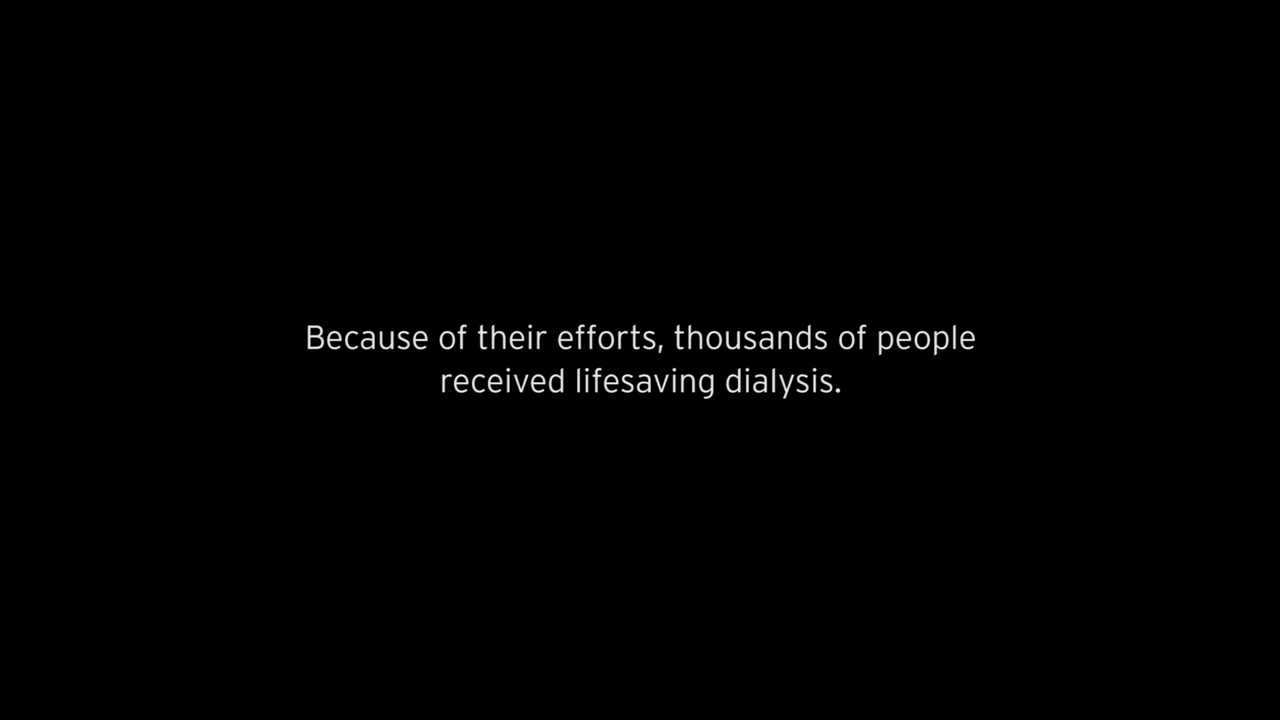 Because of their efforts, thousands of people
received lifesaving dialysis.